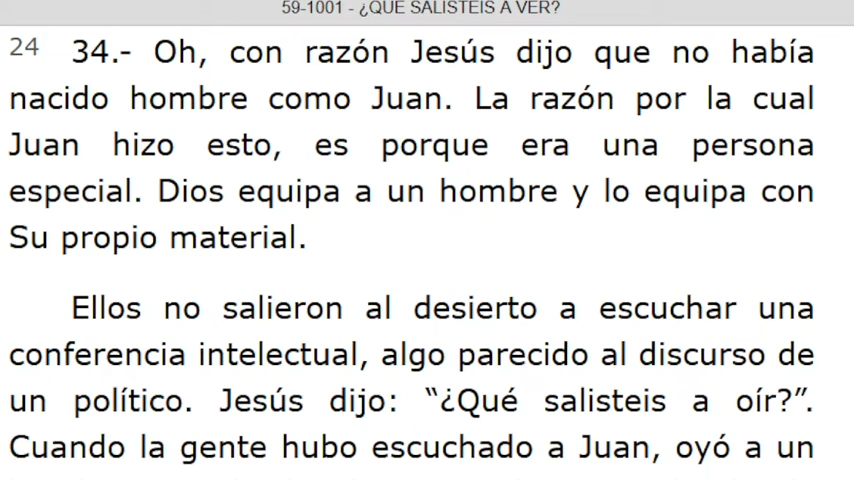 59-1001 - ¿QUE SALISTEIS A VER?
24 34.- Oh, con razón Jesús dijo que no había
nacido hombre como Juan. La razón por la cual
Juan hizo esto, es porque era una persona
especial. Dios equipa a un hombre y lo equipa con
Su propio material.
Ellos no salieron al desierto a escuchar una
conferencia intelectual, algo parecido al discurso de
un político. Jesús dijo: “¿Qué salisteis a oír?”.
Cuando la gente hubo escuchado a Juan, oyó a un